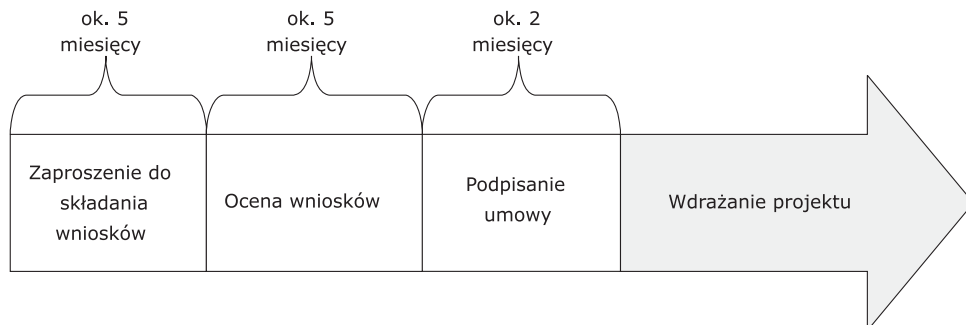 ok. 5
miesięcy
ok. 5
miesięcy
ok. 2
miesięcy
Zaproszenie do
składania
wniosków
Ocena wniosków
Podpisanie
umowy
Wdrażanie projektu